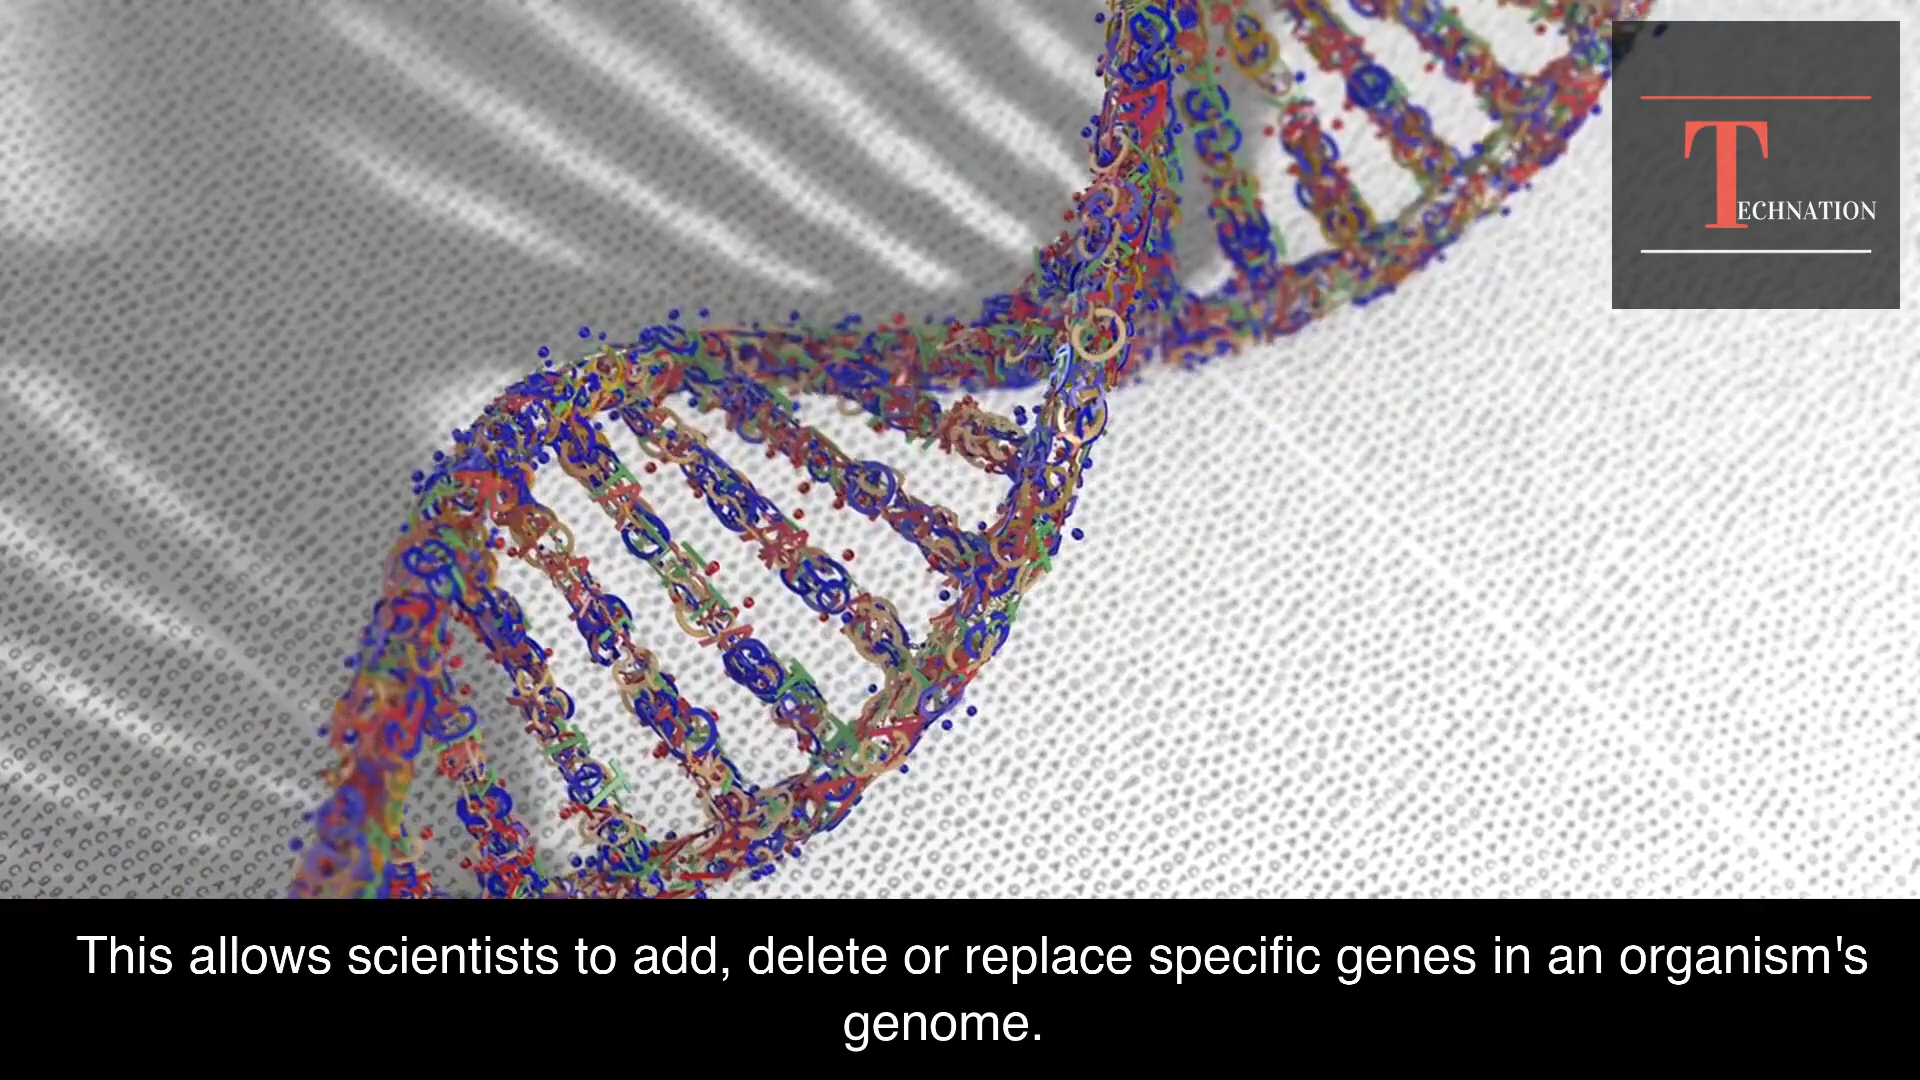 TECHNATION
This allows scientists to add, delete or replace specific genes in an organism's
genome.